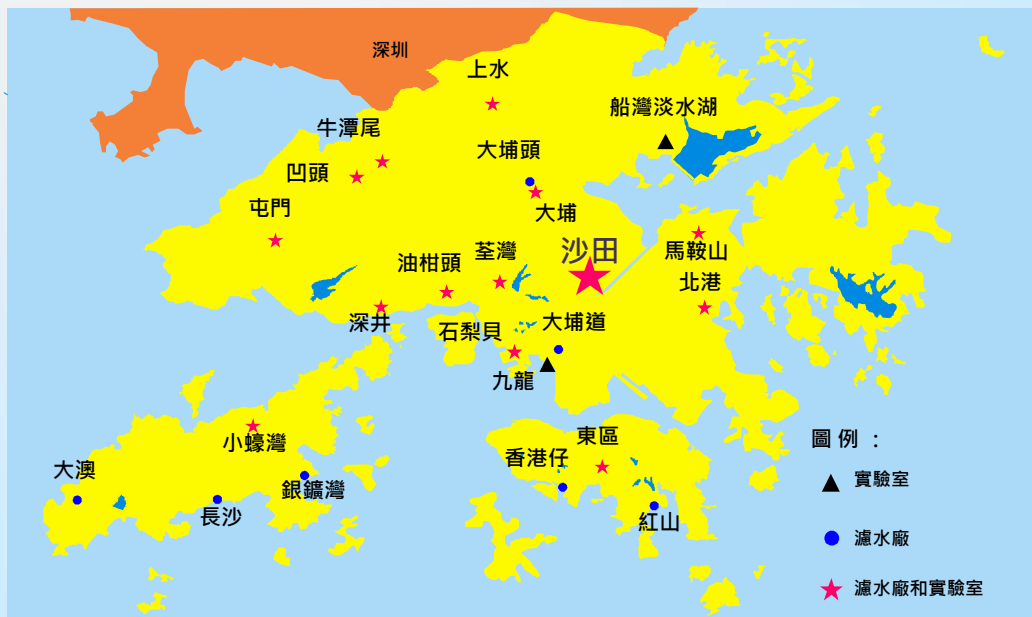 深圳
上水
船灣淡水湖
牛潭尾
大埔頭
凹頭
屯門
大埔
沙田
荃灣
馬鞍山
油柑頭
北港
深井
石梨貝
大埔道
九龍
小蠔灣
東區
圖例：
香港仔
大澳
銀鑛灣
實驗室
長沙
紅山
濾水廠
濾水廠和實驗室